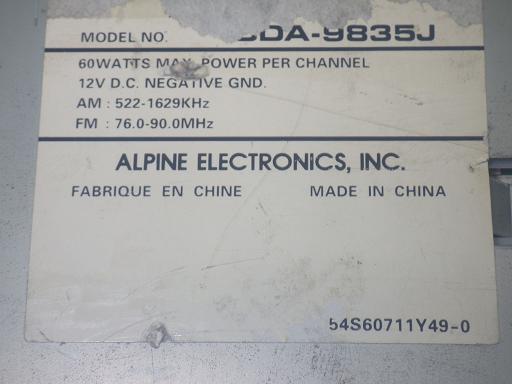 MODEL NO. CDA-9835J
60WATTS MAX. POWER PER CHANNEL
12V D.C. NEGATIVE GND.
AM : 522-1629KHz
FM : 76.0-90.0MHz
ALPINE ELECTRONICS, INC.
FABRIQUE EN CHINE MADE IN CHINA
54S60711Y49-0